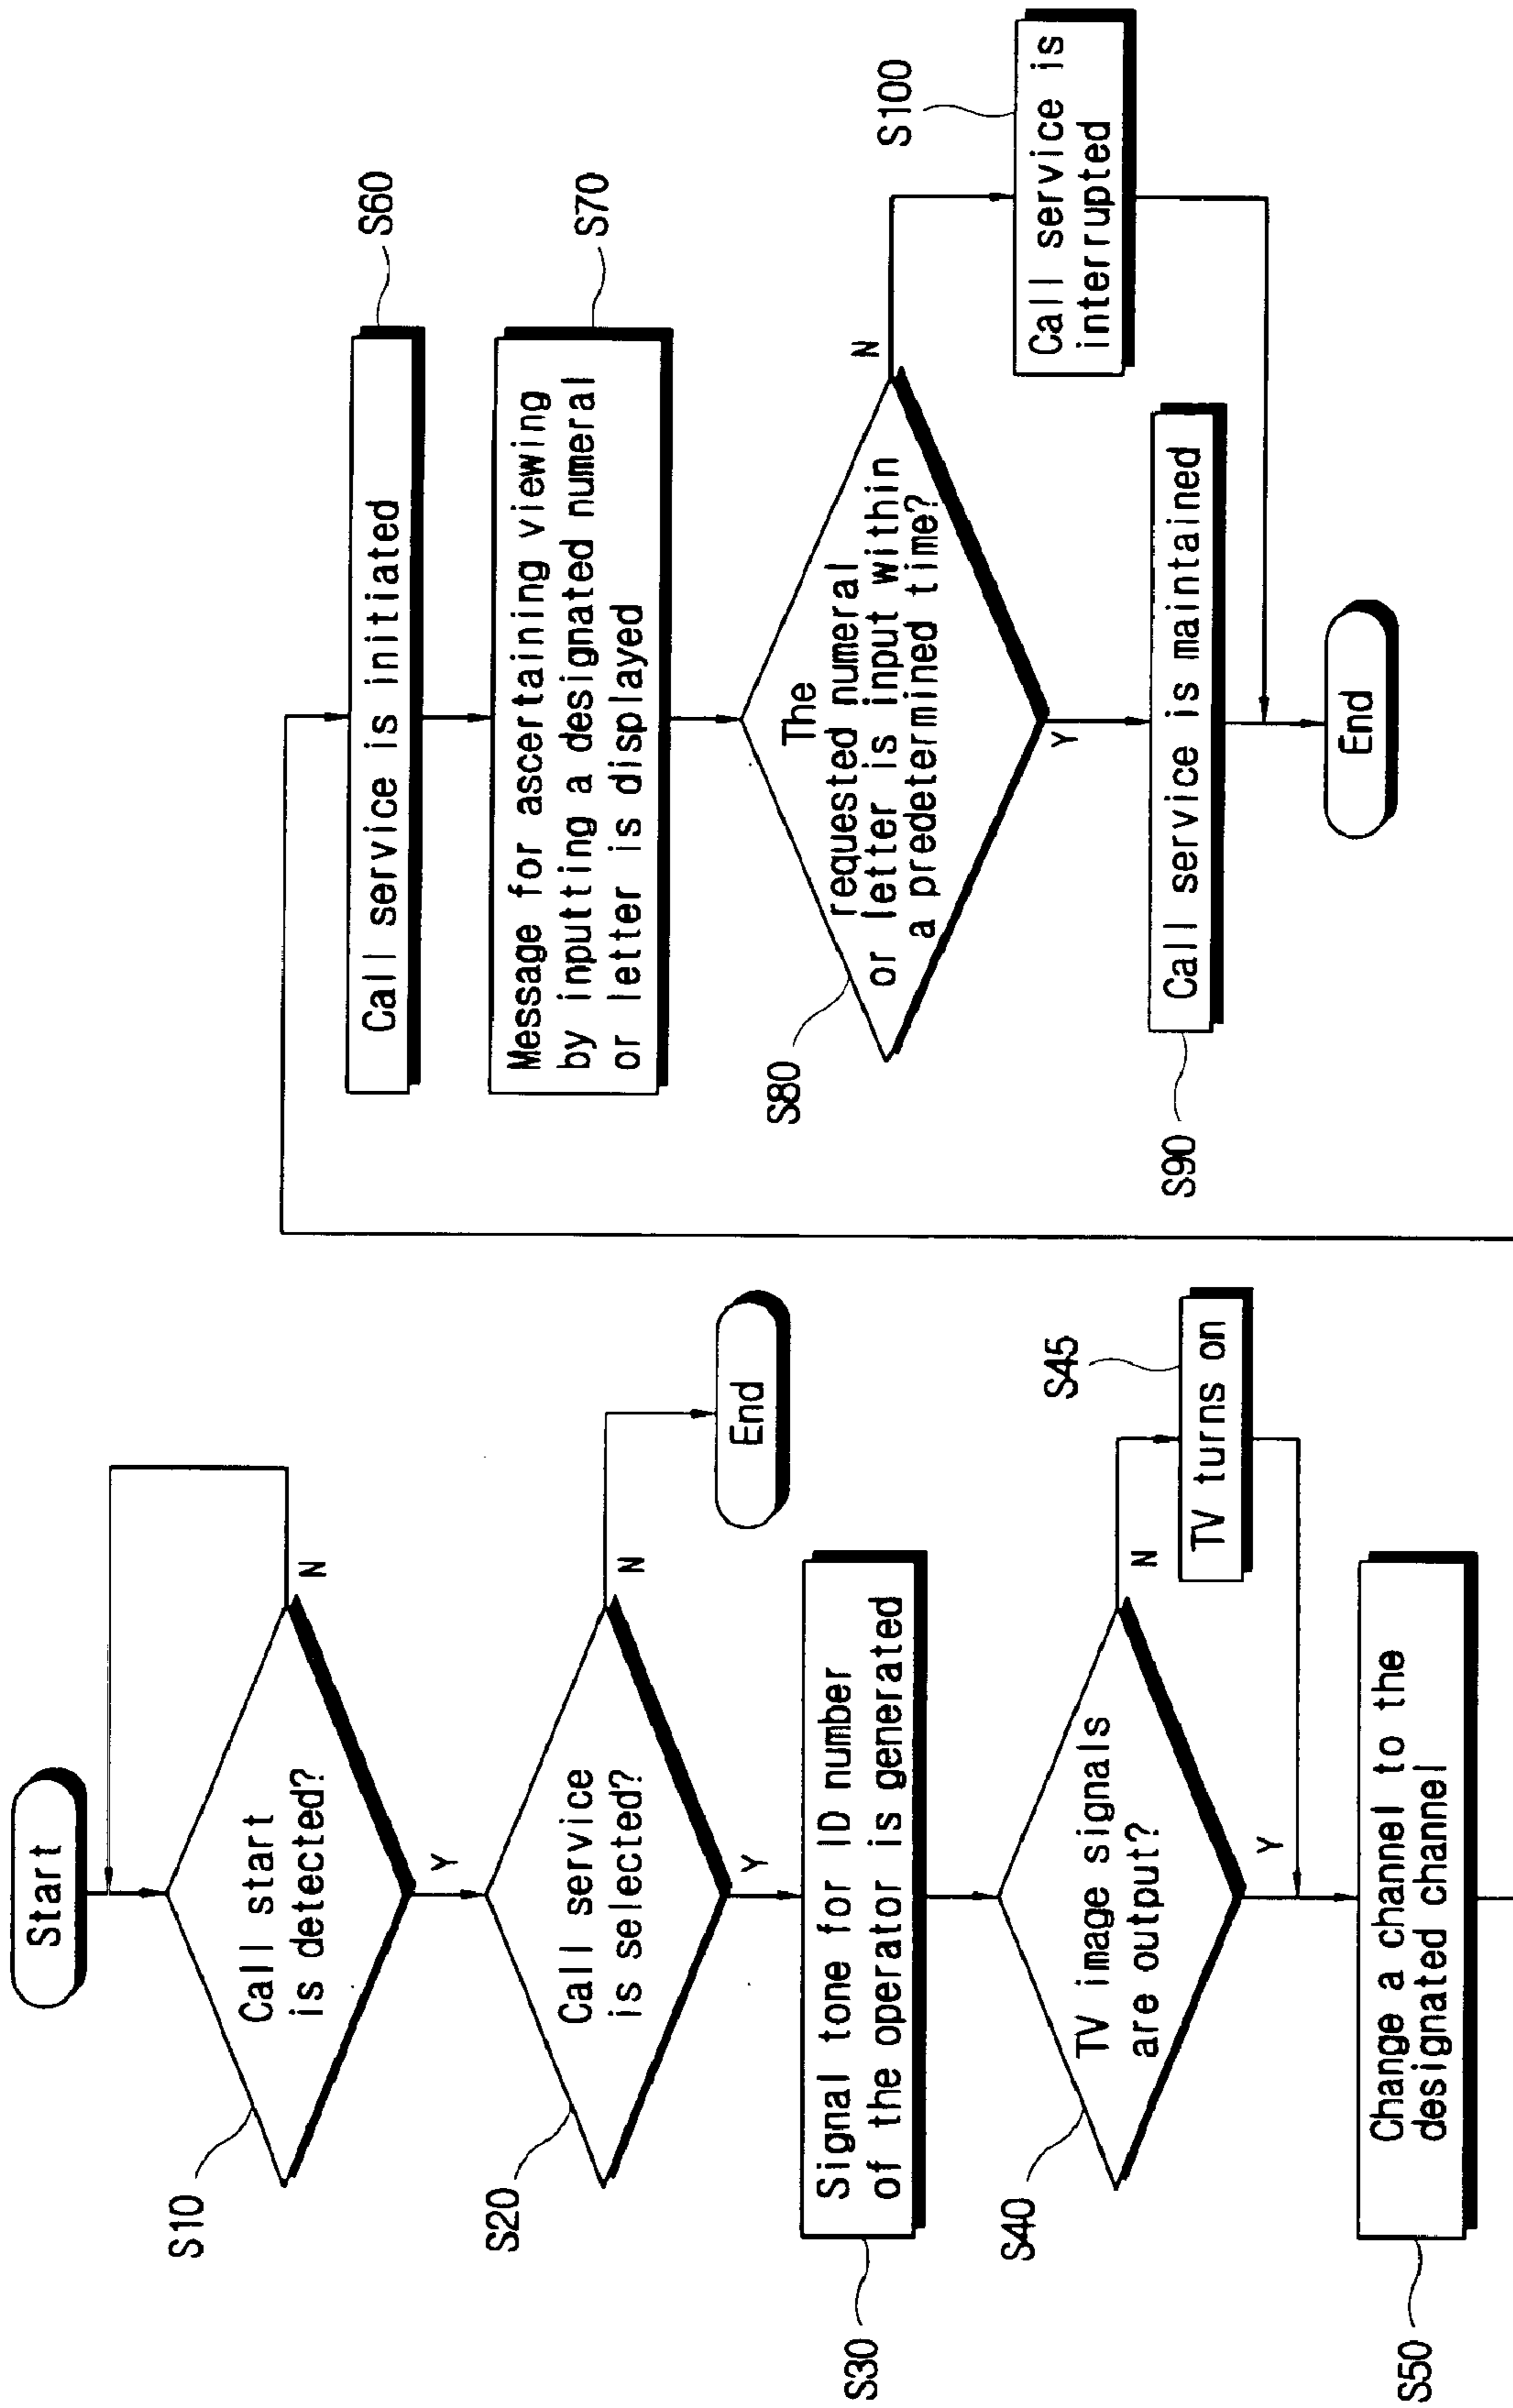 Start
S10
Call start
is detected?
N
Y
S20
Call service
is selected?
N
End
Y
S30
Signal tone for ID number
of the operator is generated
S40
TV image signals
are output?
N
S45
TV turns on
Y
S50
Change a channel to the
designated channel
S60
Call service is initiated
S70
Message for ascertaining viewing
by inputting a designated numeral
or letter is displayed
S80
The
requested numeral
or letter is input within
a predetermined time?
N
S100
Call service is
interrupted
Y
S90
Call service is maintained
End